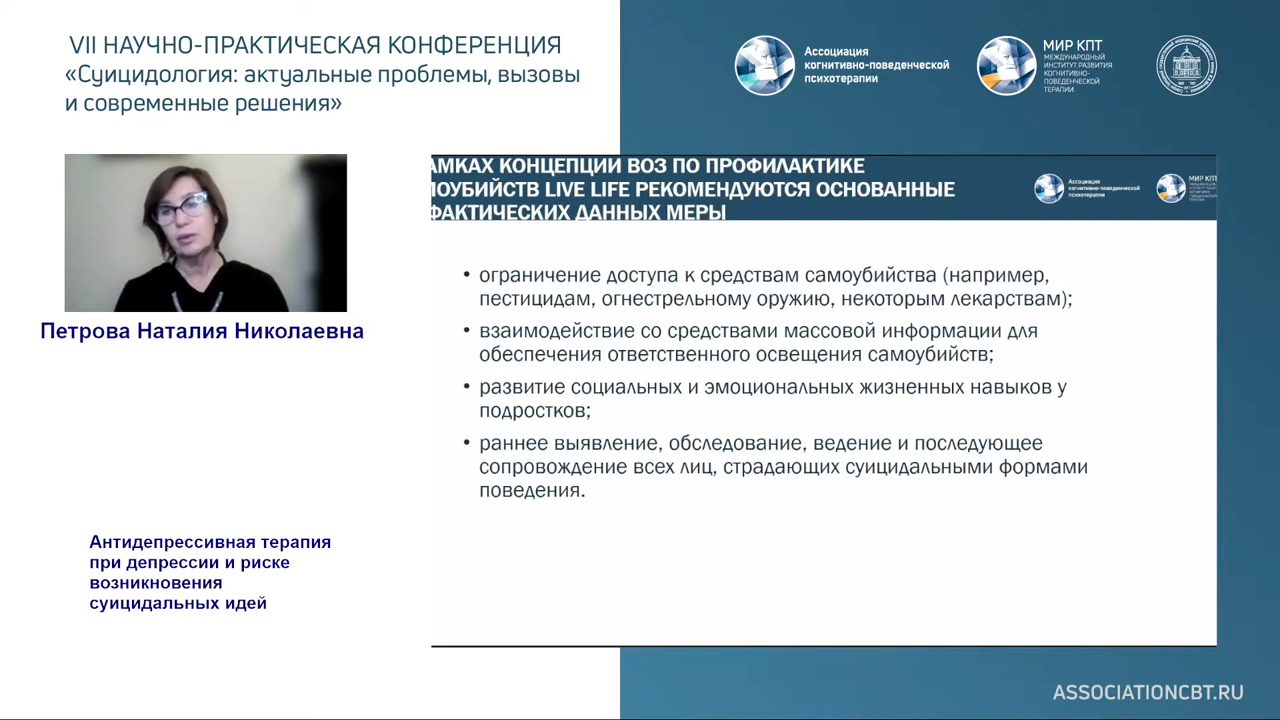 VII НАУЧНО-ПРАКТИЧЕСКАЯ КОНФЕРЕНЦИЯ
«Суицидология: актуальные проблемы, вызовы
и современные решения»
Ассоциация
когнитивно-поведенческой
психотерапии
МИР КПТ
МЕЖДУНАРОДНЫЙ
ИНСТИТУТ РАЗВИТИЯ
КОГНИТИВНО-
ПОВЕДЕНЧЕСКОЙ
ТЕРАПИИ
Петрова Наталия Николаевна
Антидепрессивная терапия
при депрессии и риске
возникновения
суицидальных идей
АМКАХ КОНЦЕПЦИИ ВОЗ ПО ПРОФИЛАКТИКЕ
ОУБИЙСТВ LIVE LIFE РЕКОМЕНДУЮТСЯ ОСНОВАННЫЕ
ФАКТИЧЕСКИХ ДАННЫХ МЕРЫ
Ассоциация
когнитивно-поведенческой
психотерапии
МИР КПТ
• ограничение доступа к средствам самоубийства (например,
пестицидам, огнестрельному оружию, некоторым лекарствам);
• взаимодействие со средствами массовой информации для
обеспечения ответственного освещения самоубийств;
• развитие социальных и эмоциональных жизненных навыков у
подростков;
• раннее выявление, обследование, ведение и последующее
сопровождение всех лиц, страдающих суицидальными формами
поведения.
ASSOCIATIONCBT.RU